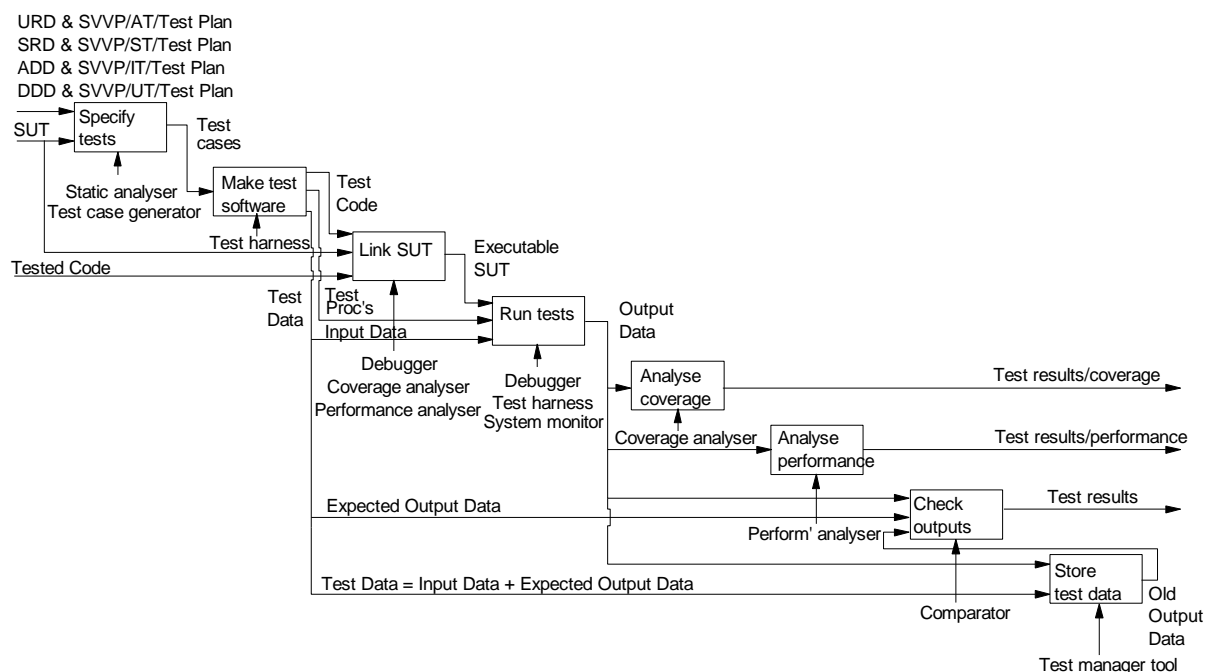 URD & SVVP/AT/Test Plan
SRD & SVVP/ST/Test Plan
ADD & SVVP/IT/Test Plan
DDD & SVVP/UT/Test Plan
SUT
Specify
tests
Test
cases
Static analyser
Test case generator
Make test
software
Test
Code
Test harness
Link SUT
Executable
SUT
Tested Code
Test
Data
Test
Proc's
Input Data
Run tests
Output
Data
Debugger
Coverage analyser
Performance analyser
Debugger
Test harness
System monitor
Analyse
coverage
Test results/coverage
Coverage analyser
Analyse
performance
Test results/performance
Expected Output Data
Perform' analyser
Check
outputs
Test results
Test Data = Input Data + Expected Output Data
Comparator
Store
test data
Old
Output
Data
Test manager tool